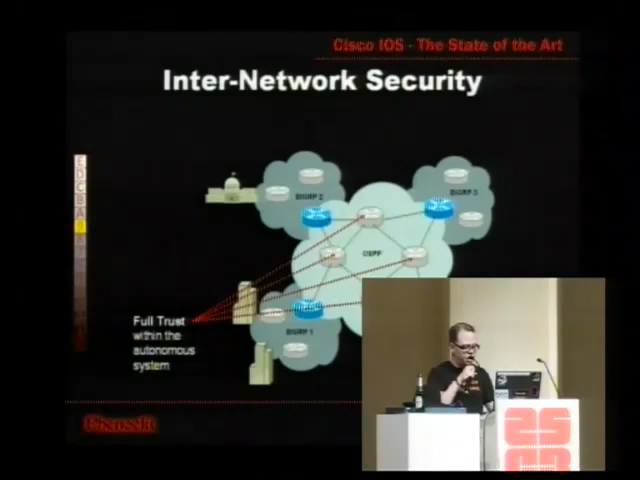 Cisco IOS - The State of the Art
Inter-Network Security
EIGRP 2
EIGRP 3
OSPF
EIGRP 1
Full Trust
within the
autonomous
system
Phenoelit